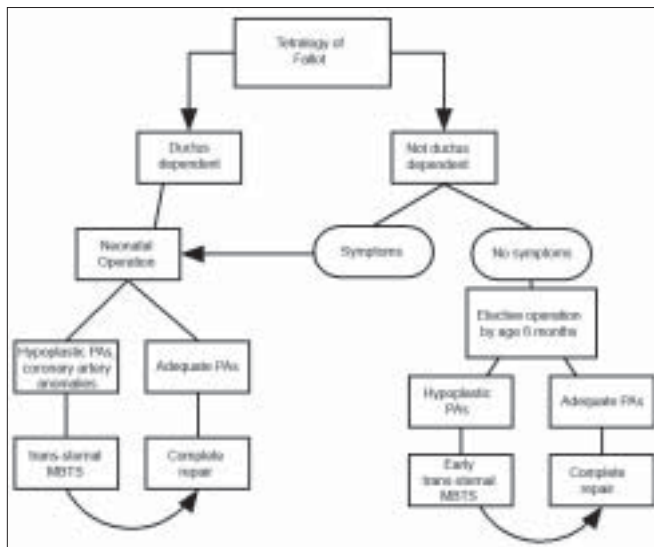 Tetralogy of
Fallot
Ductus
dependent
Not ductus
dependent
Neonatal
Operation
Symptoms
No symptoms
Elective operation
by age 6 months
Hypoplastic PAs,
coronary artery
anomalies
Adequate PAs
Hypoplastic
PAs
Adequate PAs
trans-sternal
MBTS
Complete
repair
Early
trans-sternal
MBTS
Complete
repair